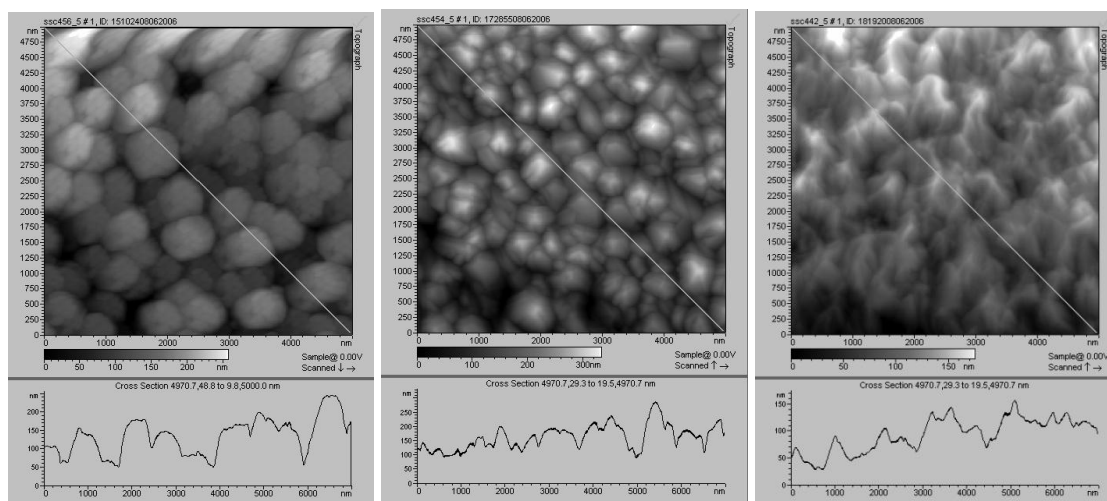 ssc456_5 # 1, ID: 15102408062006
nm
4750
4500
4250
4000
3750
3500
3250
3000
2750
2500
2250
2000
1750
1500
1250
1000
750
500
250
0
Topograph
0 1000 2000 3000 4000 nm
Sample@ 0.00V
0 50 100 150 200 nm
Scanned ↓ →
Cross Section 4970.7,48.8 to 9.8,5000.0 nm
nm
200
150
100
50
0
0 1000 2000 3000 4000 5000 6000 nm
ssc454_5 # 1, ID: 17285508062006
nm
4750
4500
4250
4000
3750
3500
3250
3000
2750
2500
2250
2000
1750
1500
1250
1000
750
500
250
0
Topograph
0 1000 2000 3000 4000 nm
Sample@ 0.00V
0 100 200 300nm
Scanned ↑ →
Cross Section 4970.7,29.3 to 19.5,4970.7 nm
nm
250
200
150
100
50
0
0 1000 2000 3000 4000 5000 6000 nm
ssc442_5 # 1, ID: 18192008062006
nm
4750
4500
4250
4000
3750
3500
3250
3000
2750
2500
2250
2000
1750
1500
1250
1000
750
500
250
0
Topograph
0 1000 2000 3000 4000 nm
Sample@ 0.00V
0 50 100 150 nm
Scanned ↑ →
Cross Section 4970.7,29.3 to 19.5,4970.7 nm
nm
150
100
50
0
0 1000 2000 3000 4000 5000 6000 nm